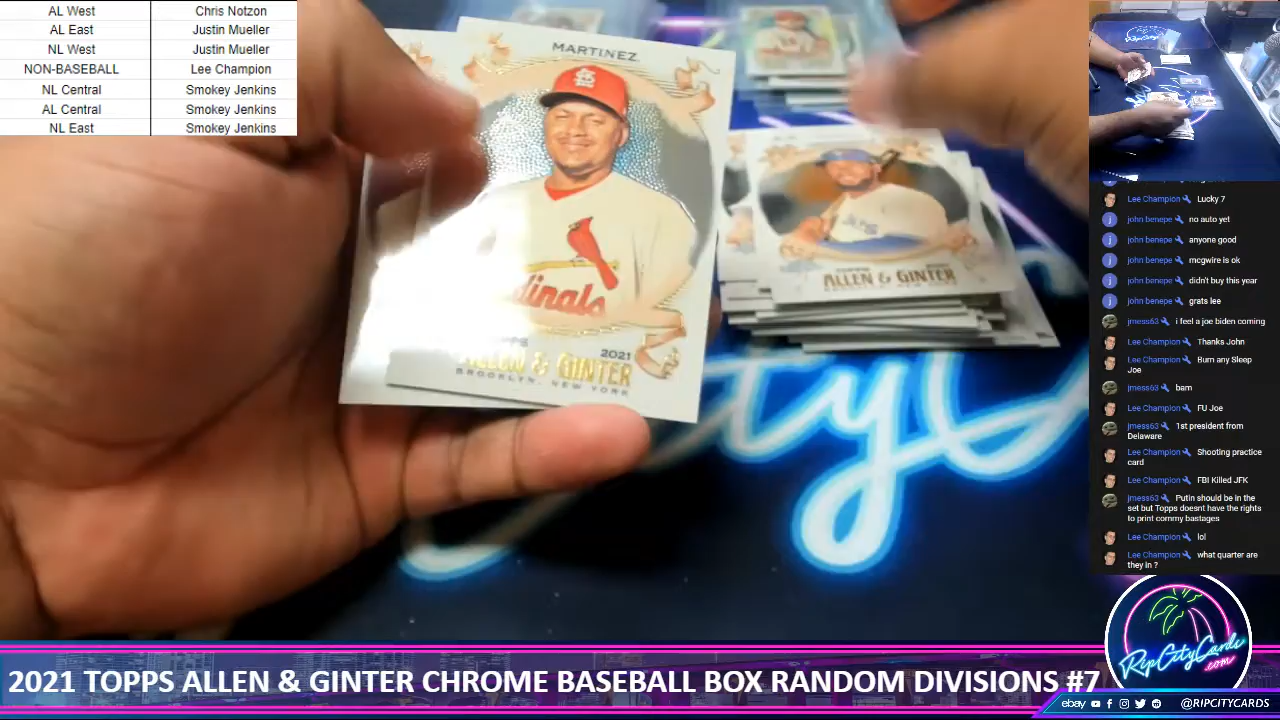 AL West Chris Notzon
AL East Justin Mueller
NL West Justin Mueller
NON-BASEBALL Lee Champion
NL Central Smokey Jenkins
AL Central Smokey Jenkins
NL East Smokey Jenkins
MARTINEZ
2021
ALLEN & GINTER
BROOKLYN, NEW YORK
ALLEN & GINTER
Lee Champion Lucky 7
john benepe no auto yet
john benepe anyone good
john benepe mcgwire is ok
john benepe didn't buy this year
john benepe grats lee
jmess63 i feel a joe biden coming
Lee Champion Thanks John
Lee Champion Burn any Sleep
Joe
jmess63 bam
Lee Champion FU Joe
jmess63 1st president from
Delaware
Lee Champion Shooting practice
card
Lee Champion FBI Killed JFK
jmess63 Putin should be in the
set but Topps doesnt have the rights
to print commy bastages
Lee Champion lol
Lee Champion what quarter are
they in ?
RipCityCards
.com
2021 TOPPS ALLEN & GINTER CHROME BASEBALL BOX RANDOM DIVISIONS #7
ebay @RIPCITYCARDS